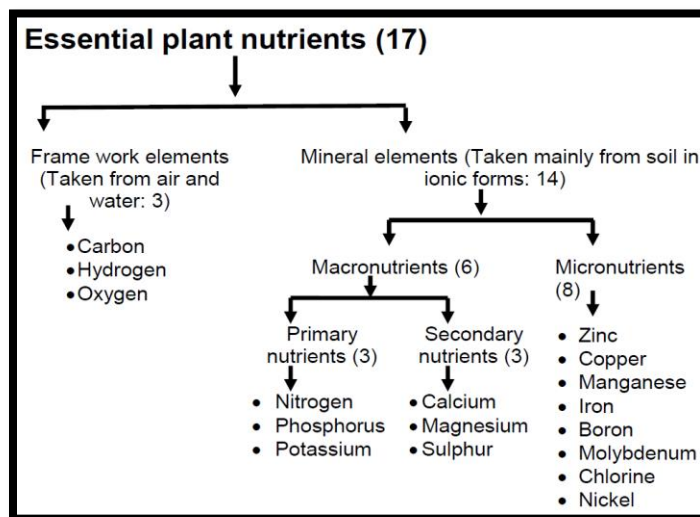 Essential plant nutrients (17)
Frame work elements
(Taken from air and
water: 3)
• Carbon
• Hydrogen
• Oxygen
Mineral elements (Taken mainly from soil in
ionic forms: 14)
Macronutrients (6)
Primary
nutrients (3)
• Nitrogen
• Phosphorus
• Potassium
Secondary
nutrients (3)
• Calcium
• Magnesium
• Sulphur
Micronutrients
(8)
• Zinc
• Copper
• Manganese
• Iron
• Boron
• Molybdenum
• Chlorine
• Nickel